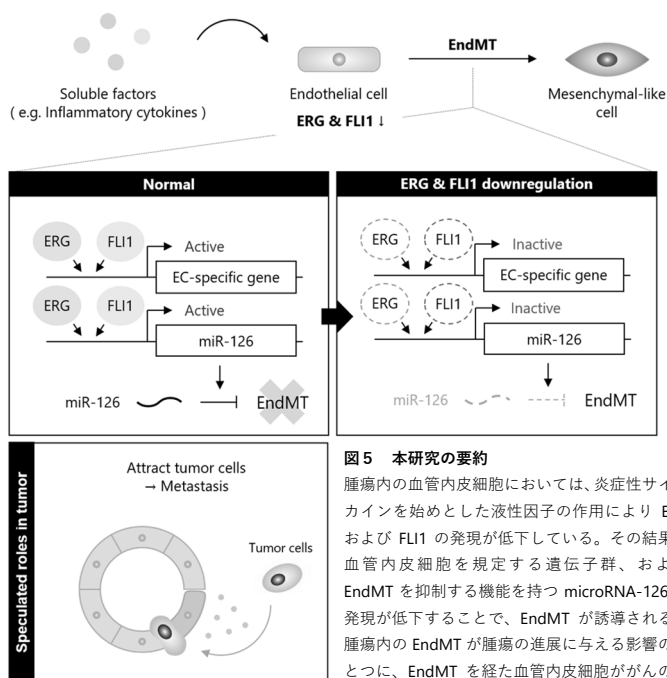 Soluble factors
( e.g. Inflammatory cytokines )
Endothelial cell
ERG & FLI1 ↓
EndMT
Mesenchymal-like
cell
Normal
ERG
FLI1
Active
EC-specific gene
ERG
FLI1
Active
miR-126
miR-126
EndMT
ERG & FLI1 downregulation
ERG
FLI1
Inactive
EC-specific gene
ERG
FLI1
Inactive
miR-126
miR-126
EndMT
Speculated roles in tumor
Attract tumor cells
→ Metastasis
Tumor cells
図5 本研究の要約
腫瘍内の血管内皮細胞においては、炎症性サイ
カインを始めとした液性因子の作用により E
および FLI1 の発現が低下している。その結果
血管内皮細胞を規定する遺伝子群、およ
EndMT を抑制する機能を持つ microRNA-126
発現が低下することで、EndMT が誘導される
腫瘍内の EndMT が腫瘍の進展に与える影響の
とつに、EndMT を経た血管内皮細胞ががんの